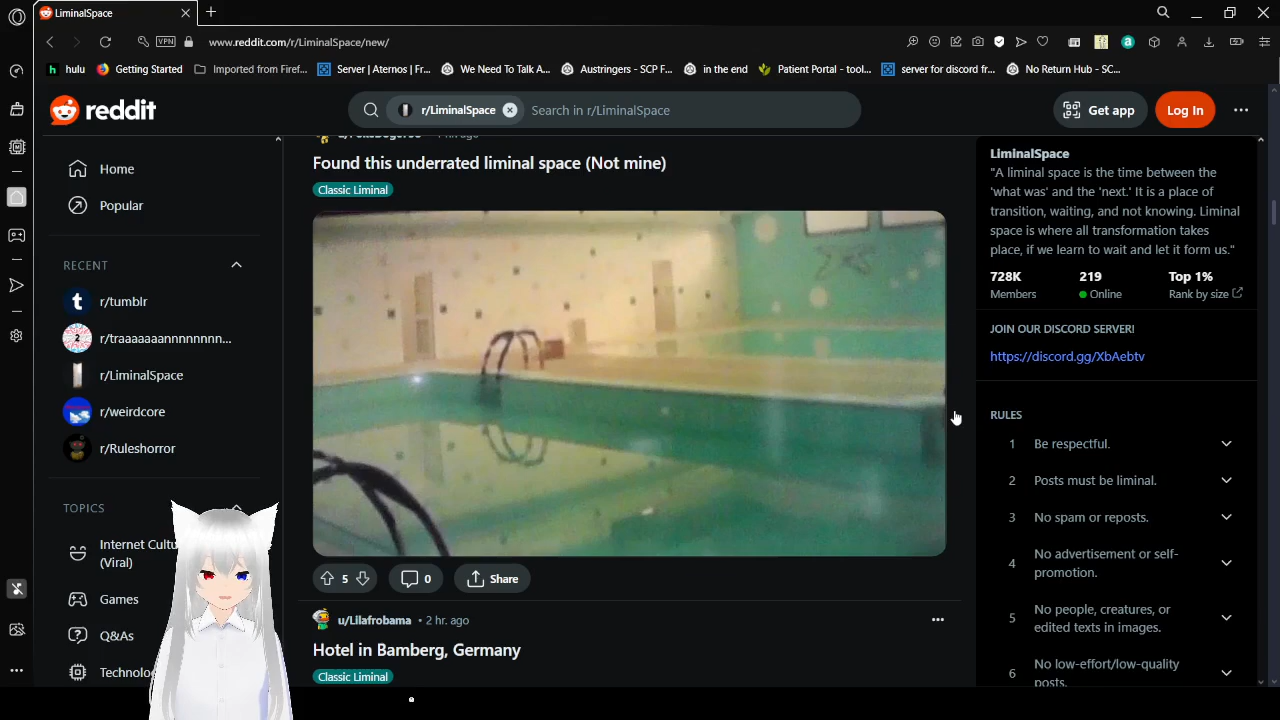 LiminalSpace
VPN
www.reddit.com/r/LiminalSpace/new/
h hulu Getting Started Imported from Firef... Server | Aternos | Fr... We Need To Talk A... Austringers - SCP F... in the end Patient Portal - tool... server for discord fr... No Return Hub - SC...
reddit
r/LiminalSpace Search in r/LiminalSpace
Get app
Log In
Home
Popular
RECENT
r/tumblr
r/traaaaaaannnnnnnn...
r/LiminalSpace
r/weirdcore
r/Ruleshorror
TOPICS
Internet Cultu
(Viral)
Games
Q&As
Technolo
Found this underrated liminal space (Not mine)
Classic Liminal
5
0
Share
u/Lilafrobama • 2 hr. ago
Hotel in Bamberg, Germany
Classic Liminal
LiminalSpace
"A liminal space is the time between the
'what was' and the 'next.' It is a place of
transition, waiting, and not knowing. Liminal
space is where all transformation takes
place, if we learn to wait and let it form us."
728K 219 Top 1%
Members Online Rank by size
JOIN OUR DISCORD SERVER!
https://discord.gg/XbAebtv
RULES
1 Be respectful.
2 Posts must be liminal.
3 No spam or reposts.
4 No advertisement or self-
promotion.
5 No people, creatures, or
edited texts in images.
6 No low-effort/low-quality
posts.